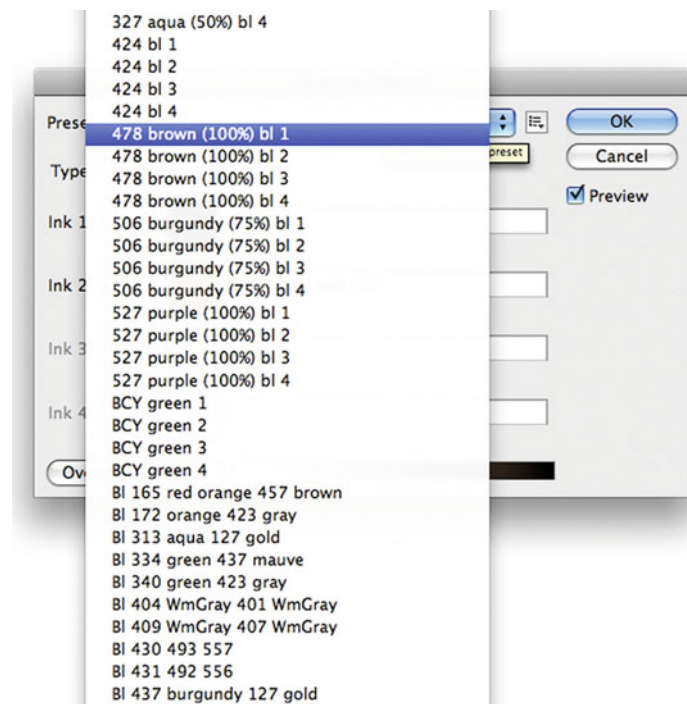 327 aqua (50%) bl 4
424 bl 1
424 bl 2
424 bl 3
424 bl 4
Prese
478 brown (100%) bl 1
OK
478 brown (100%) bl 2
preset
Cancel
Type
478 brown (100%) bl 3
478 brown (100%) bl 4
Preview
Ink 1
506 burgundy (75%) bl 1
506 burgundy (75%) bl 2
506 burgundy (75%) bl 3
Ink 2
506 burgundy (75%) bl 4
527 purple (100%) bl 1
527 purple (100%) bl 2
Ink 3
527 purple (100%) bl 3
527 purple (100%) bl 4
BCY green 1
Ink 4
BCY green 2
BCY green 3
BCY green 4
Ov
Bl 165 red orange 457 brown
Bl 172 orange 423 gray
Bl 313 aqua 127 gold
Bl 334 green 437 mauve
Bl 340 green 423 gray
Bl 404 WmGray 401 WmGray
Bl 409 WmGray 407 WmGray
Bl 430 493 557
Bl 431 492 556
Bl 437 burgundy 127 gold